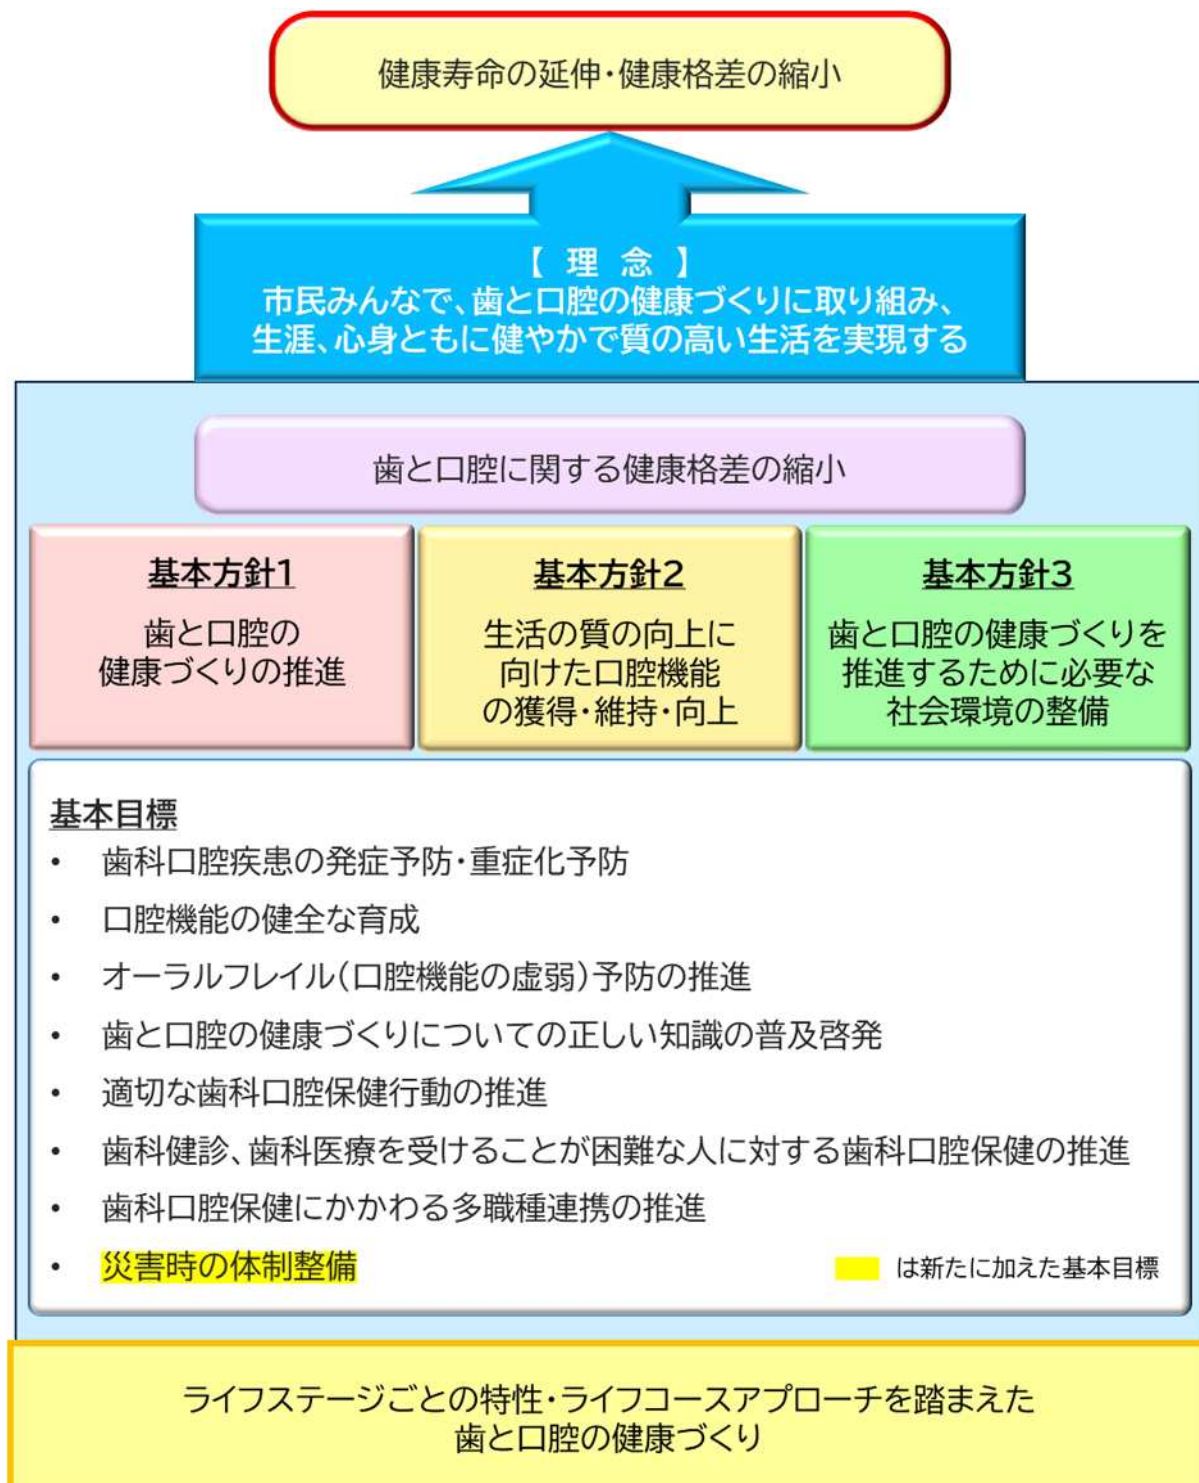 健康寿命の延伸・健康格差の縮小
【 理 念 】
市民みんなで、歯と口腔の健康づくりに取り組み、
生涯、心身ともに健やかで質の高い生活を実現する
歯と口腔に関する健康格差の縮小
基本方針1
歯と口腔の
健康づくりの推進
基本方針2
生活の質の向上に
向けた口腔機能
の獲得・維持・向上
基本方針3
歯と口腔の健康づくりを
推進するために必要な
社会環境の整備
基本目標
• 歯科口腔疾患の発症予防・重症化予防
• 口腔機能の健全な育成
• オーラルフレイル(口腔機能の虚弱)予防の推進
• 歯と口腔の健康づくりについての正しい知識の普及啓発
• 適切な歯科口腔保健行動の推進
• 歯科健診、歯科医療を受けることが困難な人に対する歯科口腔保健の推進
• 歯科口腔保健にかかわる多職種連携の推進
• 災害時の体制整備
は新たに加えた基本目標
ライフステージごとの特性・ライフコースアプローチを踏まえた
歯と口腔の健康づくり